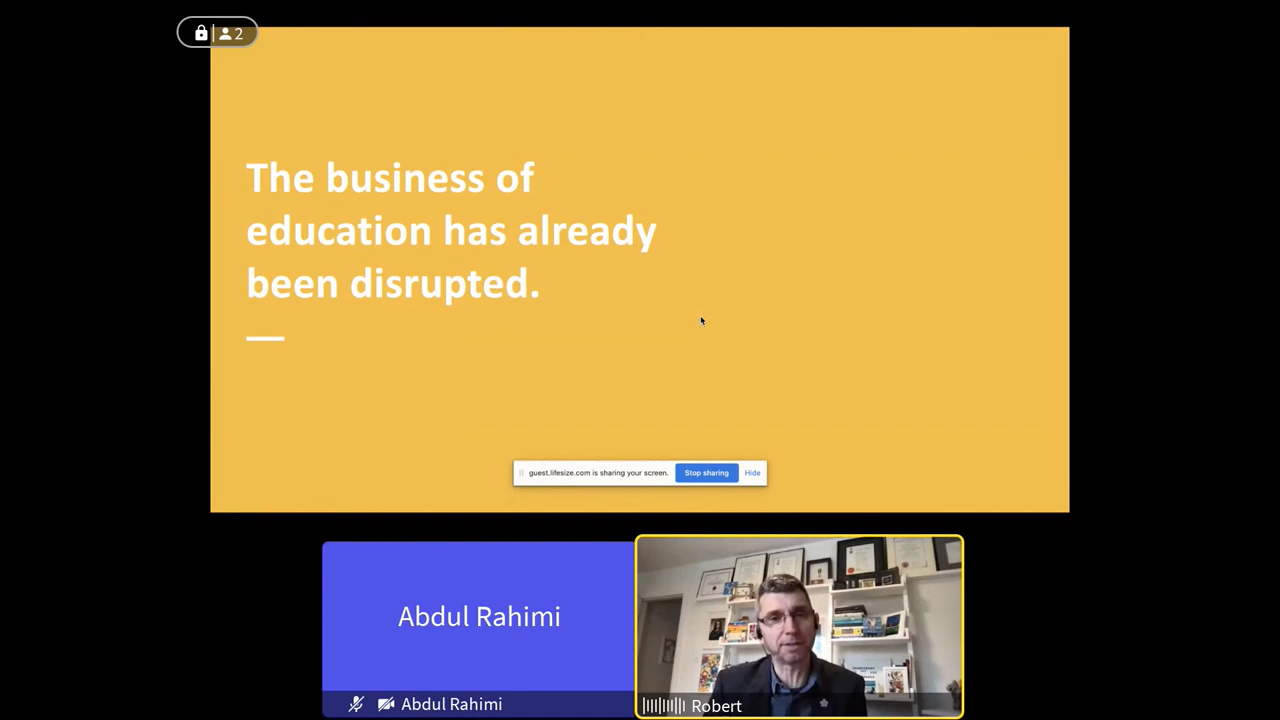 2
The business of
education has already
been disrupted.
guest.lifesize.com is sharing your screen. Stop sharing Hide
Abdul Rahimi
Abdul Rahimi
Robert